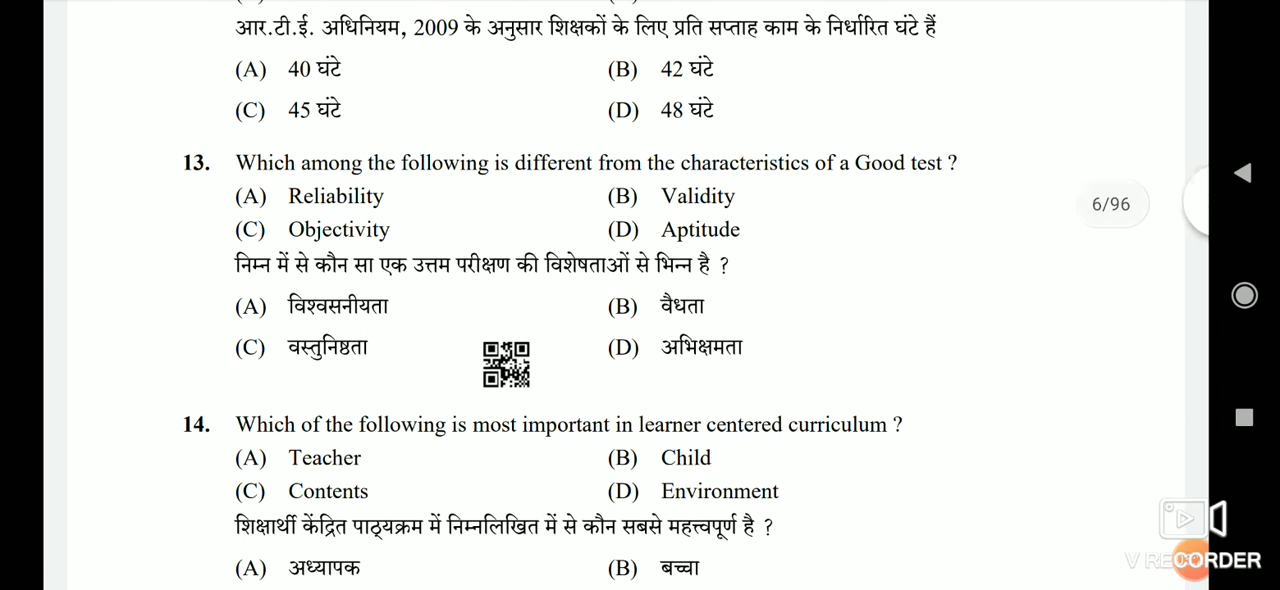 आर.टी.ई. अधिनियम, 2009 के अनुसार शिक्षकों के लिए प्रति सप्ताह काम के निर्धारित घंटे हैं
(A) 40 घंटे (B) 42 घंटे
(C) 45 घंटे (D) 48 घंटे
13. Which among the following is different from the characteristics of a Good test ?
(A) Reliability (B) Validity
(C) Objectivity (D) Aptitude
6/96
निम्न में से कौन सा एक उत्तम परीक्षण की विशेषताओं से भिन्न है ?
(A) विश्वसनीयता (B) वैधता
(C) वस्तुनिष्ठता (D) अभिक्षमता
14. Which of the following is most important in learner centered curriculum ?
(A) Teacher (B) Child
(C) Contents (D) Environment
शिक्षार्थी केंद्रित पाठ्यक्रम में निम्नलिखित में से कौन सबसे महत्त्वपूर्ण है ?
(A) अध्यापक (B) बच्चा
V RECORDER